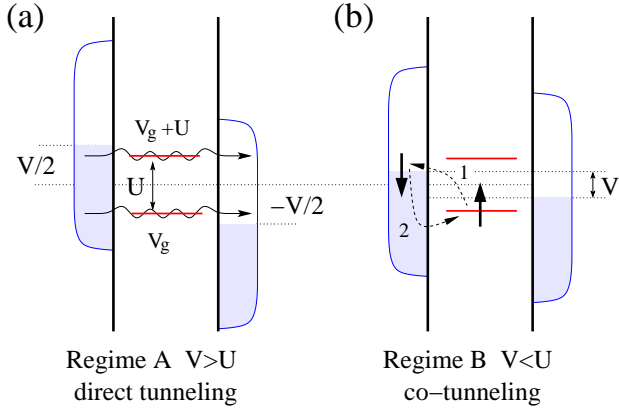 (a)
(b)
V_g +U
V/2
U
−V/2
V_g
1
V
2
Regime A V>U
direct tunneling
Regime B V<U
co−tunneling